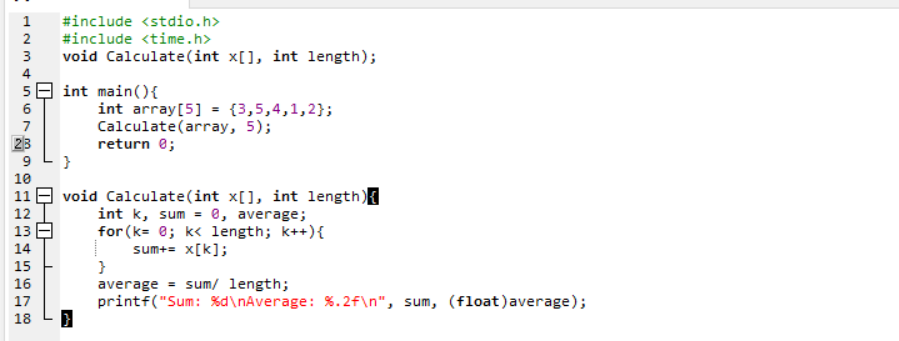 1 #include <stdio.h>
2 #include <time.h>
3 void Calculate(int x[], int length);
4
5 int main(){
6     int array[5] = {3,5,4,1,2};
7     Calculate(array, 5);
8     return 0;
9 }
10
11 void Calculate(int x[], int length){
12     int k, sum = 0, average;
13     for(k= 0; k< length; k++){
14         sum+= x[k];
15     }
16     average = sum/ length;
17     printf("Sum: %d\nAverage: %.2f\n", sum, (float)average);
18 }